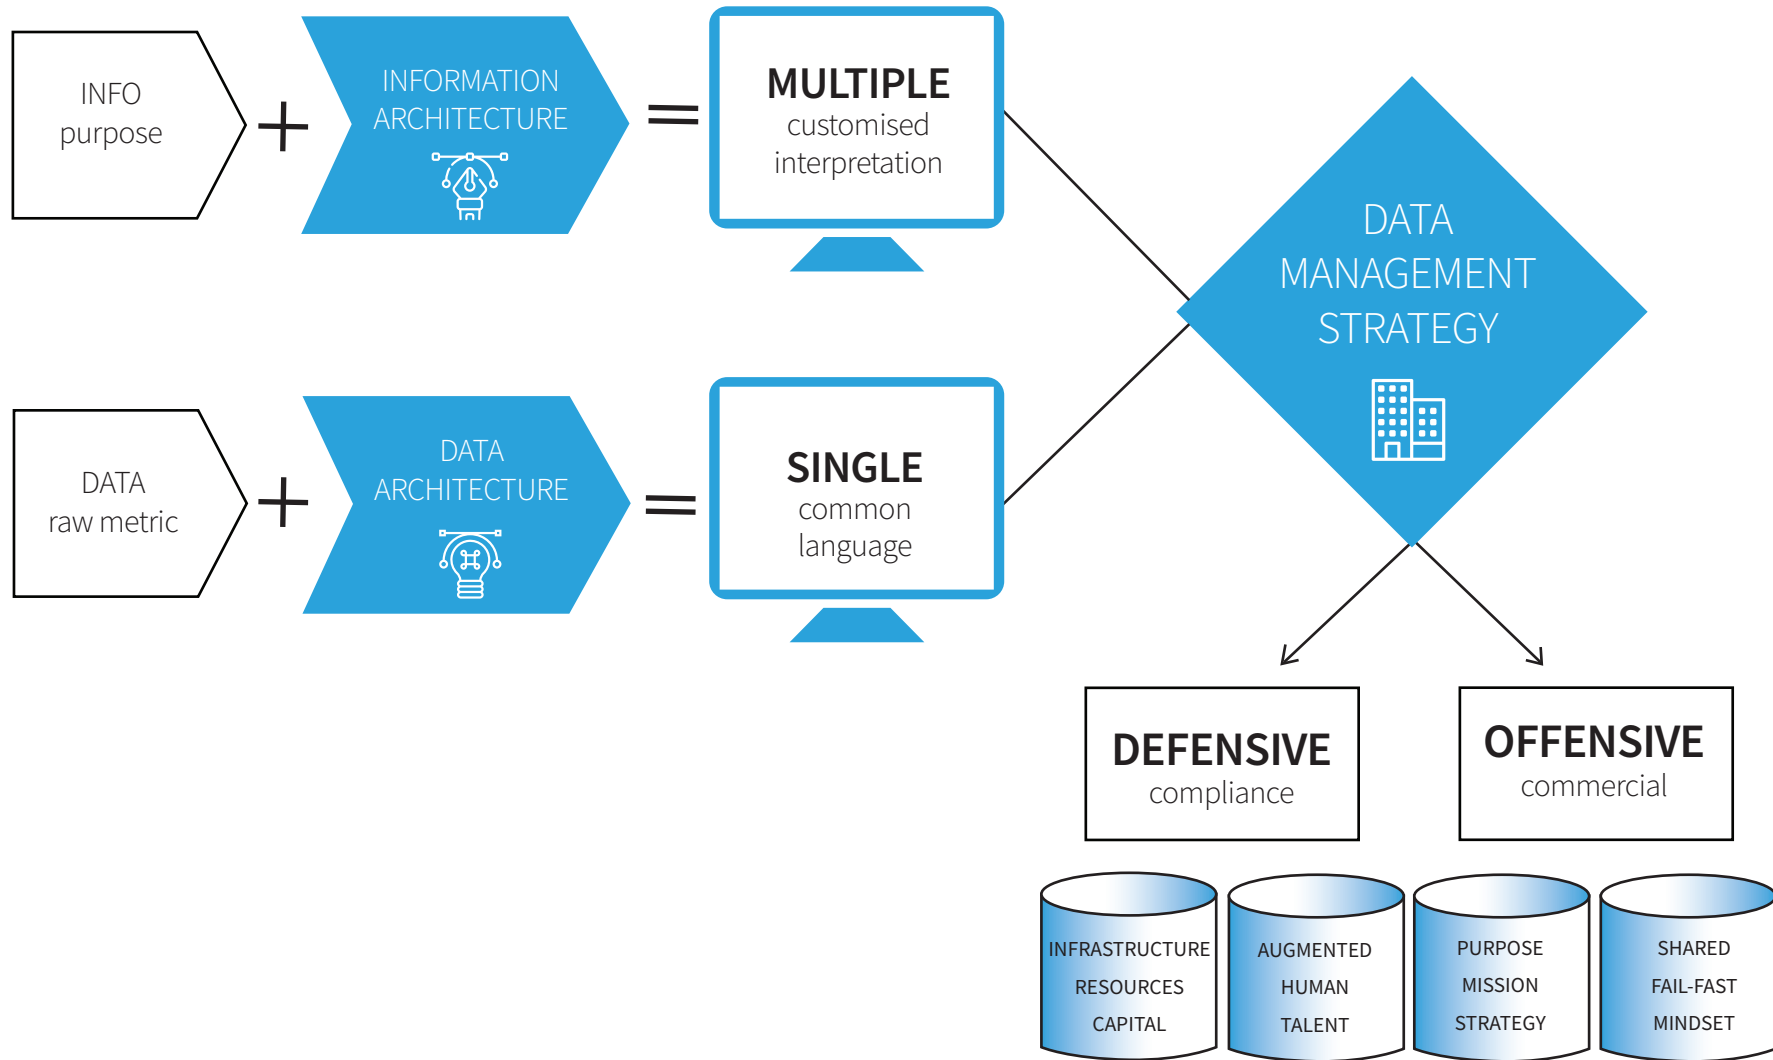 INFO
purpose
+
INFORMATION
ARCHITECTURE
=
MULTIPLE
customised
interpretation
DATA
raw metric
+
DATA
ARCHITECTURE
=
SINGLE
common
language
DATA
MANAGEMENT
STRATEGY
DEFENSIVE
compliance
OFFENSIVE
commercial
INFRASTRUCTURE
RESOURCES
CAPITAL
AUGMENTED
HUMAN
TALENT
PURPOSE
MISSION
STRATEGY
SHARED
FAIL-FAST
MINDSET